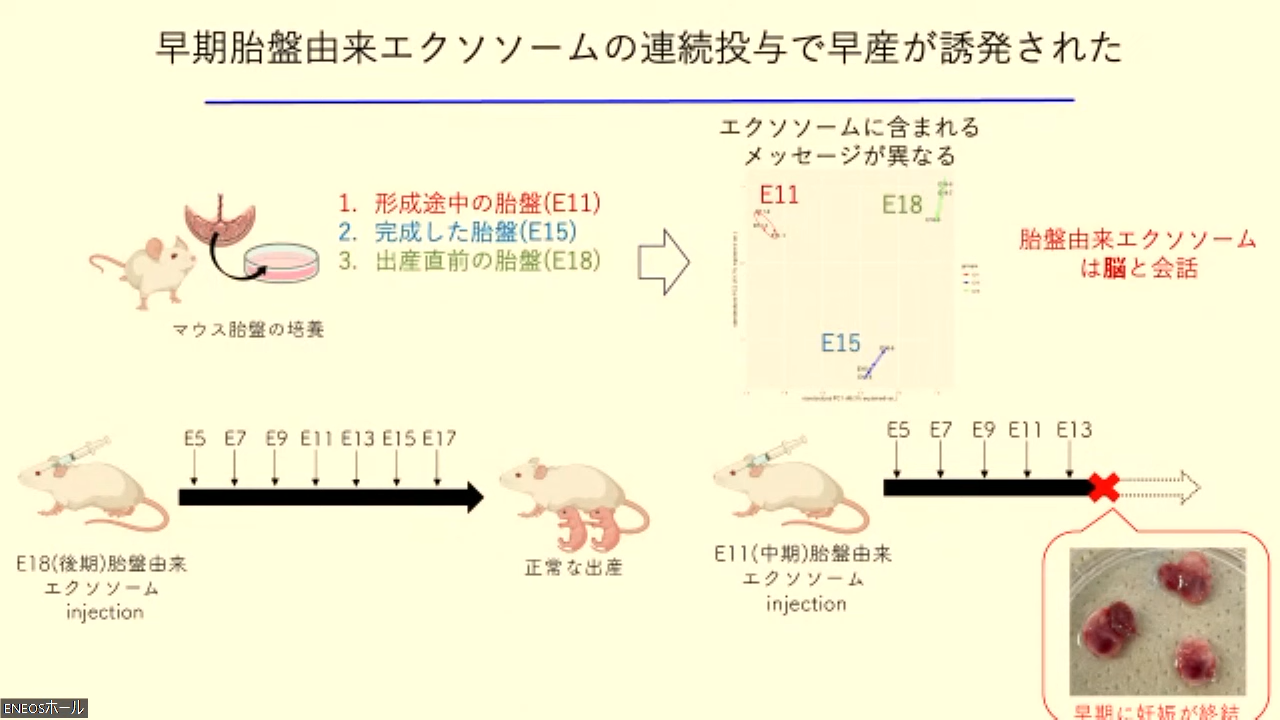 早期胎盤由来エクソソームの連続投与で早産が誘発された
エクソソームに含まれる
メッセージが異なる
1. 形成途中の胎盤(E11)
2. 完成した胎盤(E15)
3. 出産直前の胎盤(E18)
マウス胎盤の培養
E11
E18
E15
胎盤由来エクソソーム
は脳と会話
E5 E7 E9 E11 E13 E15 E17
E18(後期)胎盤由来
エクソソーム
injection
正常な出産
E5 E7 E9 E11 E13
E11(中期)胎盤由来
エクソソーム
injection
早期に妊娠が終結
ENEOSホール